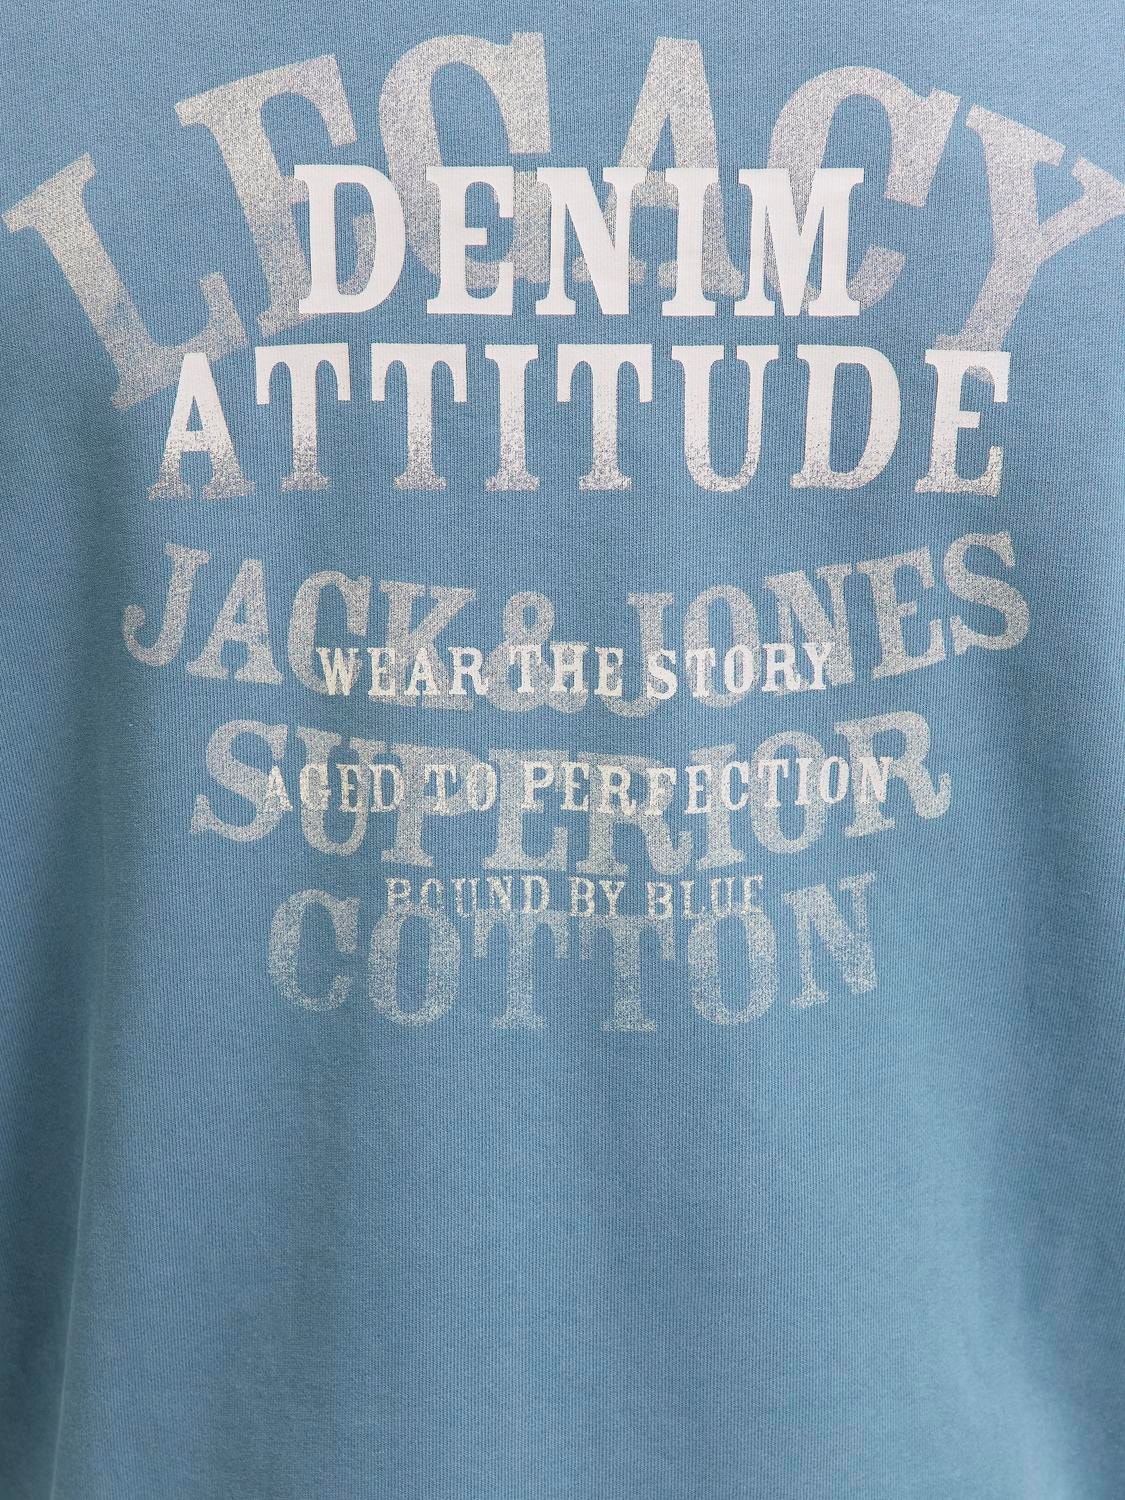 LEGACY
DENIM
ATTITUDE
JACK & JONES
WEAR THE STORY
SUPERIOR
AGED TO PERFECTION
BOUND BY BLUE
COTTON